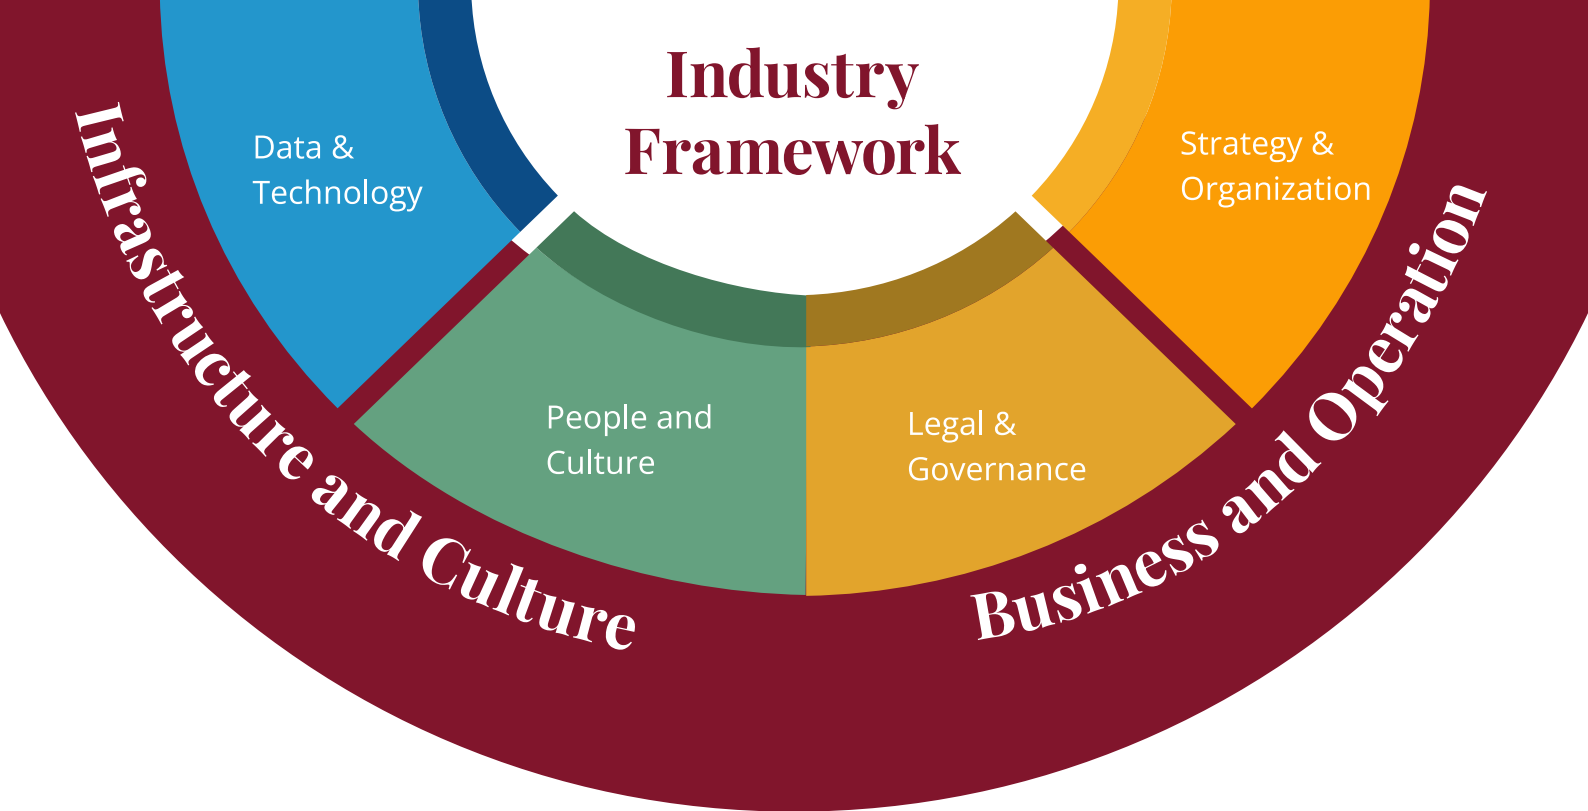 Industry
Framework
Data &
Technology
Strategy &
Organization
People and
Culture
Legal &
Governance
Infrastructure and Culture
Business and Operation